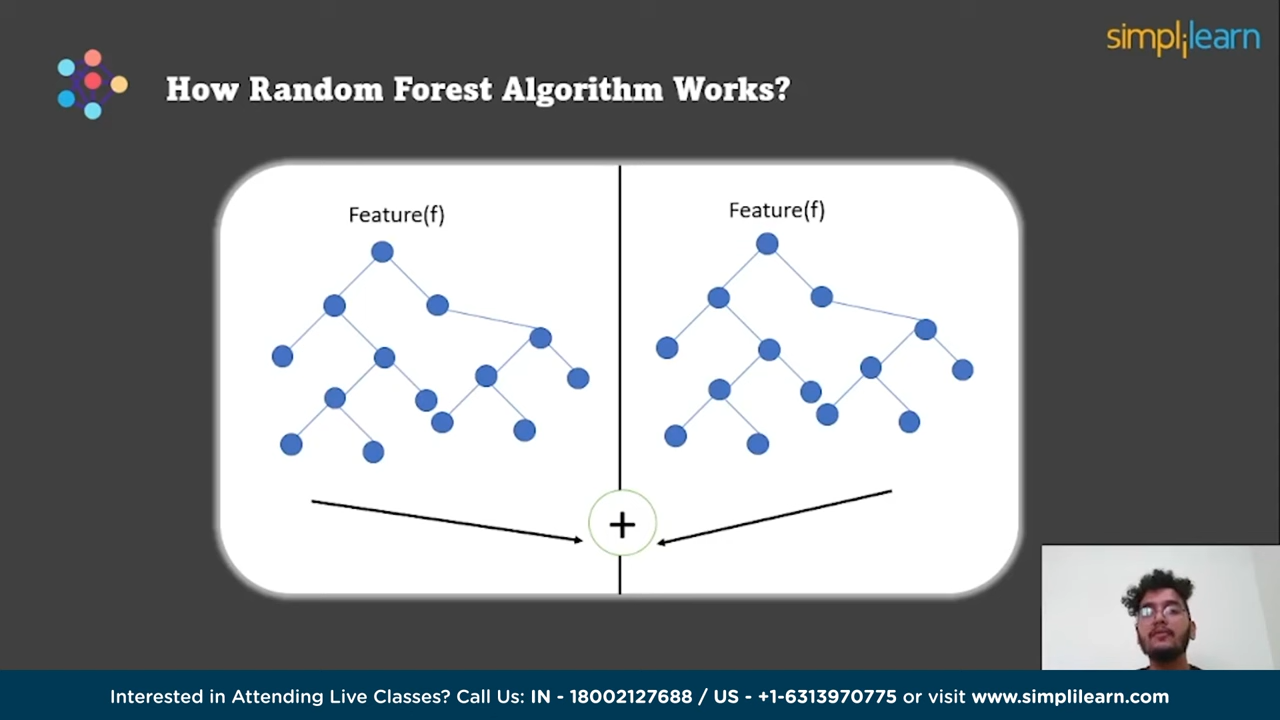 simplilearn
How Random Forest Algorithm Works?
Feature(f)
Feature(f)
+
Interested in Attending Live Classes? Call Us: IN - 18002127688 / US - +1-6313970775 or visit www.simplilearn.com